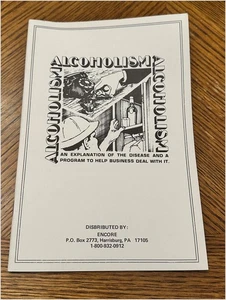 ALCOHOLISM
ALCOHOLISM
ALCOHOLISM
AN EXPLANATION OF THE DISEASE AND A
PROGRAM TO HELP BUSINESS DEAL WITH IT.
DISBRIBUTED BY:
ENCORE
P.O. Box 2773, Harrisburg, PA 17105
1-800-932-0912